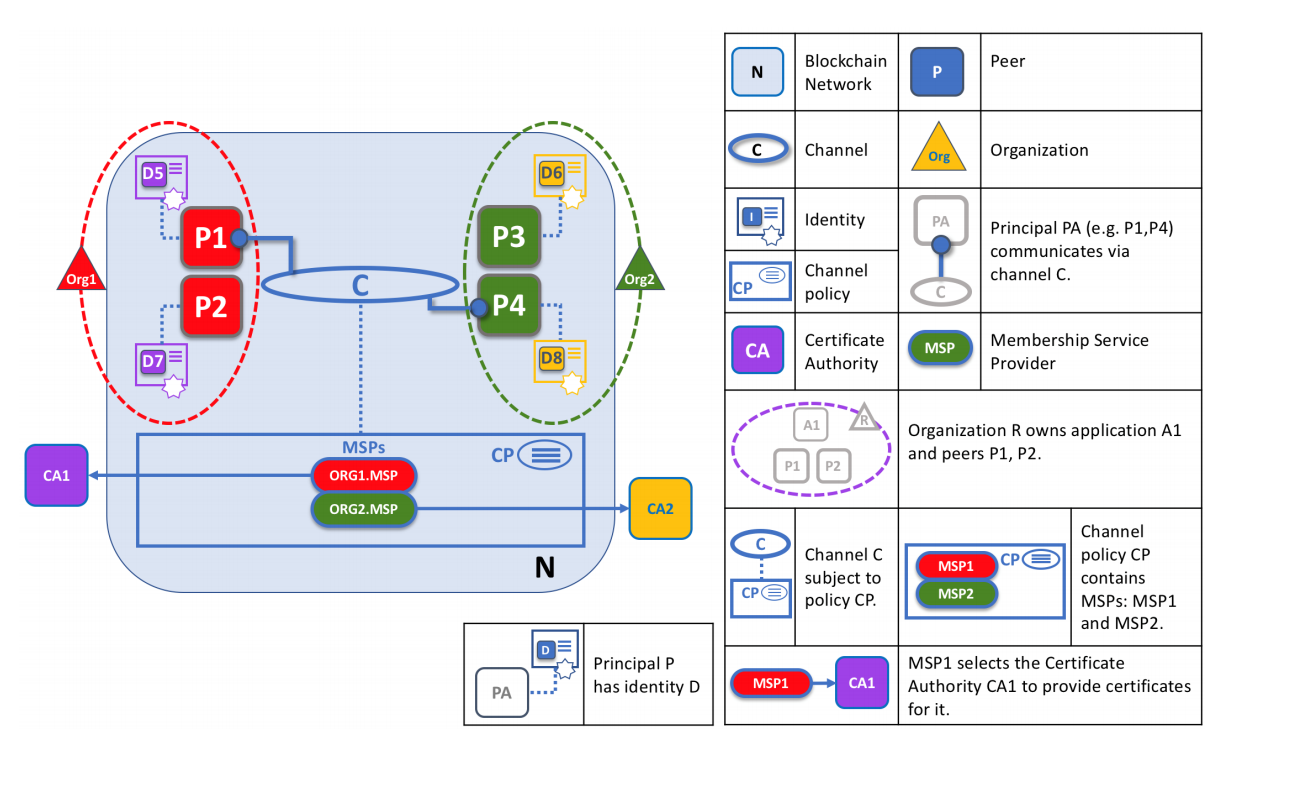 D5
P1
P2
D7
Org1
C
D6
P3
P4
D8
Org2
MSPs
CP
ORG1.MSP
ORG2.MSP
CA1
CA2
N
PA
D
Principal P
has identity D
N
Blockchain
Network
P
Peer
C
Channel
Org
Organization
I
Identity
CP
Channel
policy
PA
C
Principal PA (e.g. P1,P4)
communicates via
channel C.
CA
Certificate
Authority
MSP
Membership Service
Provider
A1
R
P1
P2
Organization R owns application A1
and peers P1, P2.
C
CP
Channel C
subject to
policy CP.
MSP1
MSP2
CP
Channel
policy CP
contains
MSPs: MSP1
and MSP2.
MSP1
CA1
MSP1 selects the Certificate
Authority CA1 to provide certificates
for it.